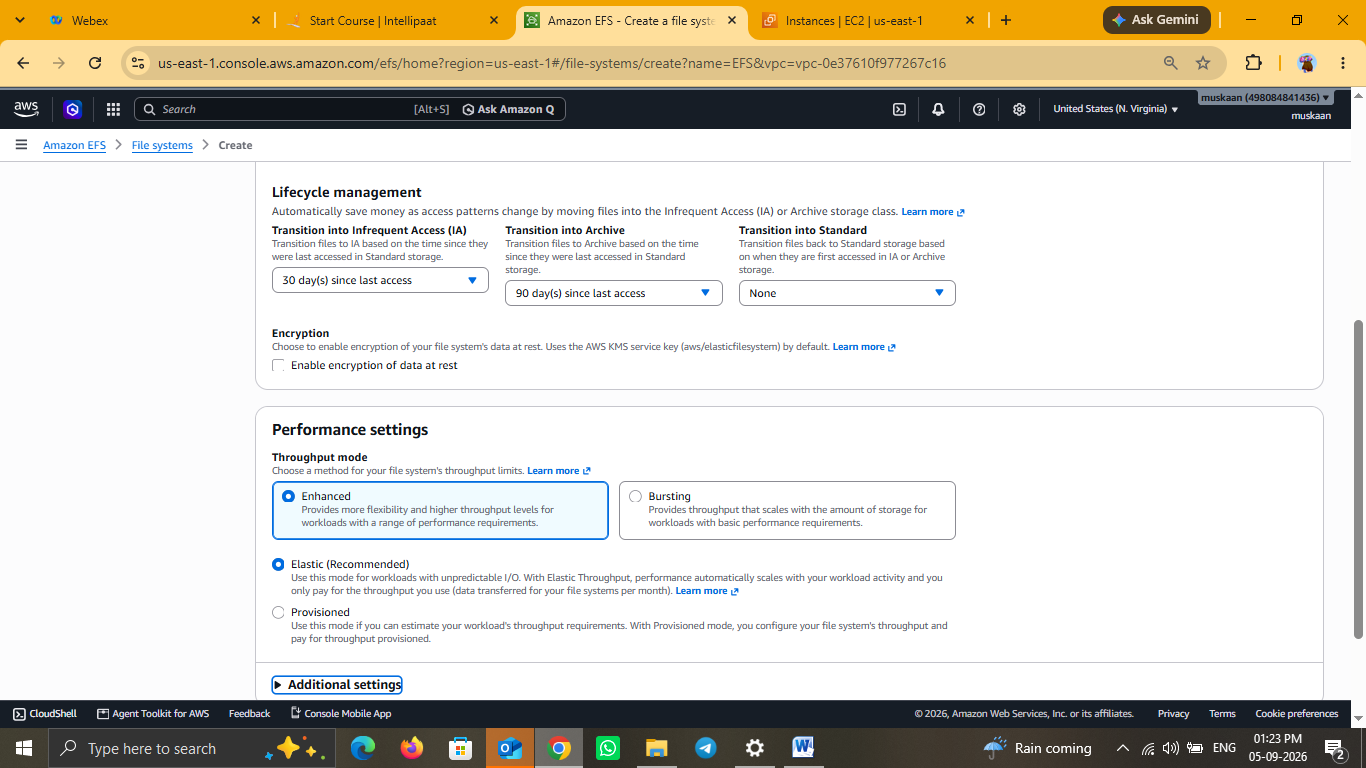 Webex
Start Course | Intellipaat
Amazon EFS - Create a file syste
Instances | EC2 | us-east-1
Ask Gemini
us-east-1.console.aws.amazon.com/efs/home?region=us-east-1#/file-systems/create?name=EFS&vpc=vpc-0e37610f977267c16
aws
Search
[Alt+S]
Ask Amazon Q
United States (N. Virginia)
muskaan (498084841436)
muskaan
Amazon EFS
File systems
Create
Lifecycle management
Automatically save money as access patterns change by moving files into the Infrequent Access (IA) or Archive storage class. Learn more
Transition into Infrequent Access (IA)
Transition files to IA based on the time since they
were last accessed in Standard storage.
30 day(s) since last access
Transition into Archive
Transition files to Archive based on the time
since they were last accessed in Standard
storage.
90 day(s) since last access
Transition into Standard
Transition files back to Standard storage based
on when they are first accessed in IA or Archive
storage.
None
Encryption
Choose to enable encryption of your file system's data at rest. Uses the AWS KMS service key (aws/elasticfilesystem) by default. Learn more
Enable encryption of data at rest
Performance settings
Throughput mode
Choose a method for your file system's throughput limits. Learn more
Enhanced
Provides more flexibility and higher throughput levels for
workloads with a range of performance requirements.
Bursting
Provides throughput that scales with the amount of storage for
workloads with basic performance requirements.
Elastic (Recommended)
Use this mode for workloads with unpredictable I/O. With Elastic Throughput, performance automatically scales with your workload activity and you
only pay for the throughput you use (data transferred for your file systems per month). Learn more
Provisioned
Use this mode if you can estimate your workload's throughput requirements. With Provisioned mode, you configure your file system's throughput and
pay for throughput provisioned.
Additional settings
CloudShell
Agent Toolkit for AWS
Feedback
Console Mobile App
© 2026, Amazon Web Services, Inc. or its affiliates.
Privacy
Terms
Cookie preferences
Type here to search
Rain coming
ENG
01:23 PM
05-09-2026
2